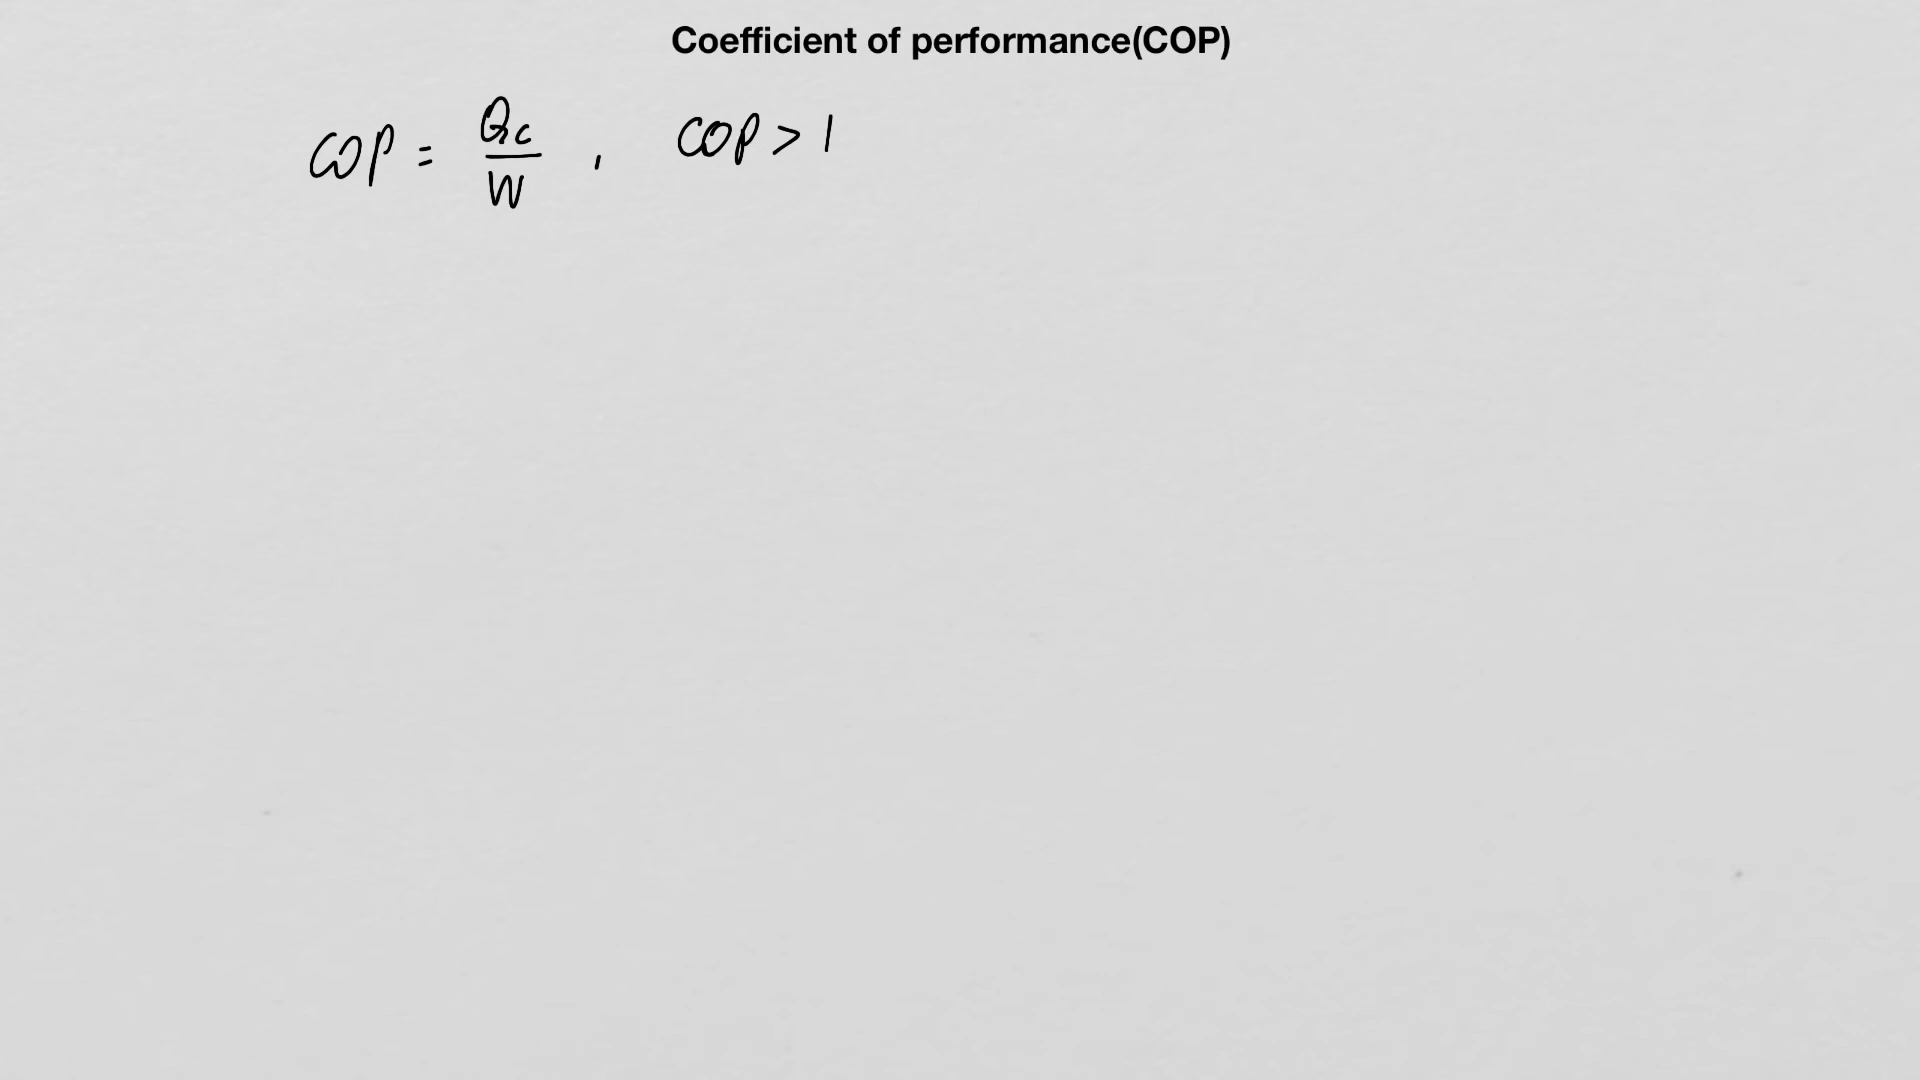 Coefficient of performance(COP)
COP = Qc / W , COP > 1